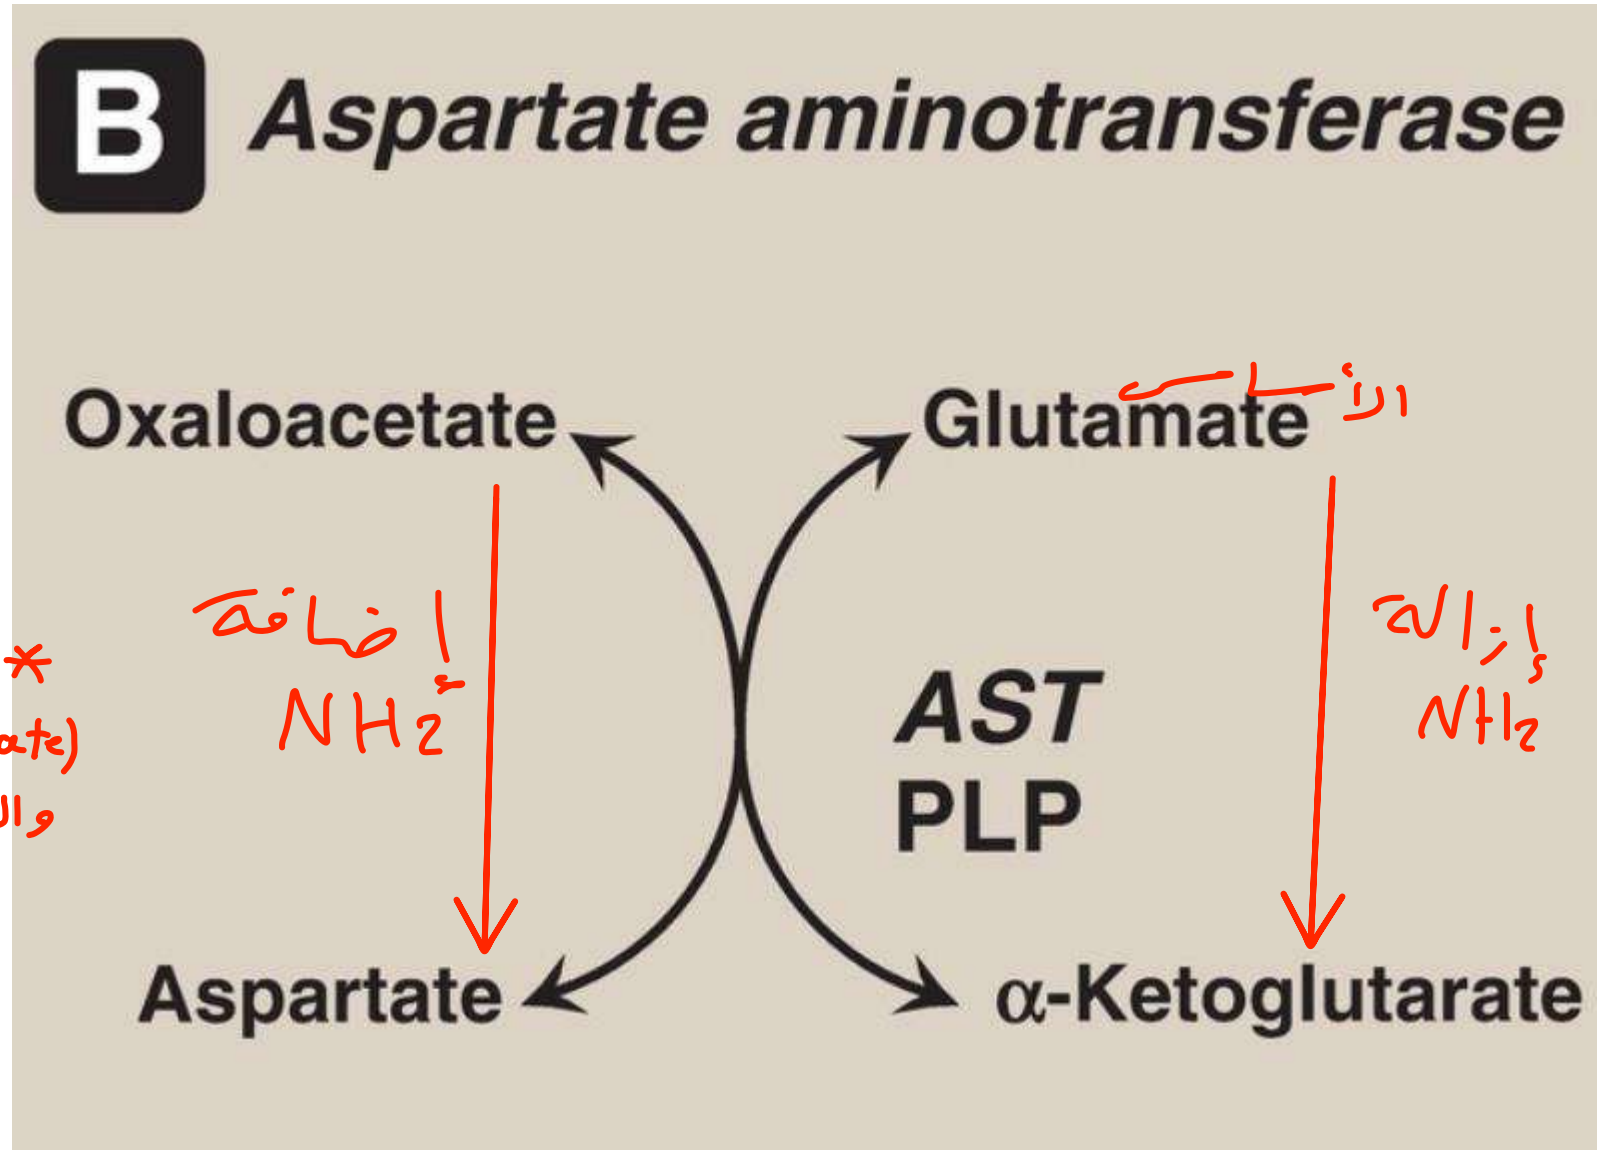 B Aspartate aminotransferase
Oxaloacetate
Glutamate
الأساس
إضافة
NH2
إزالة
NH2
*
ate)
وال
AST
PLP
Aspartate
α-Ketoglutarate